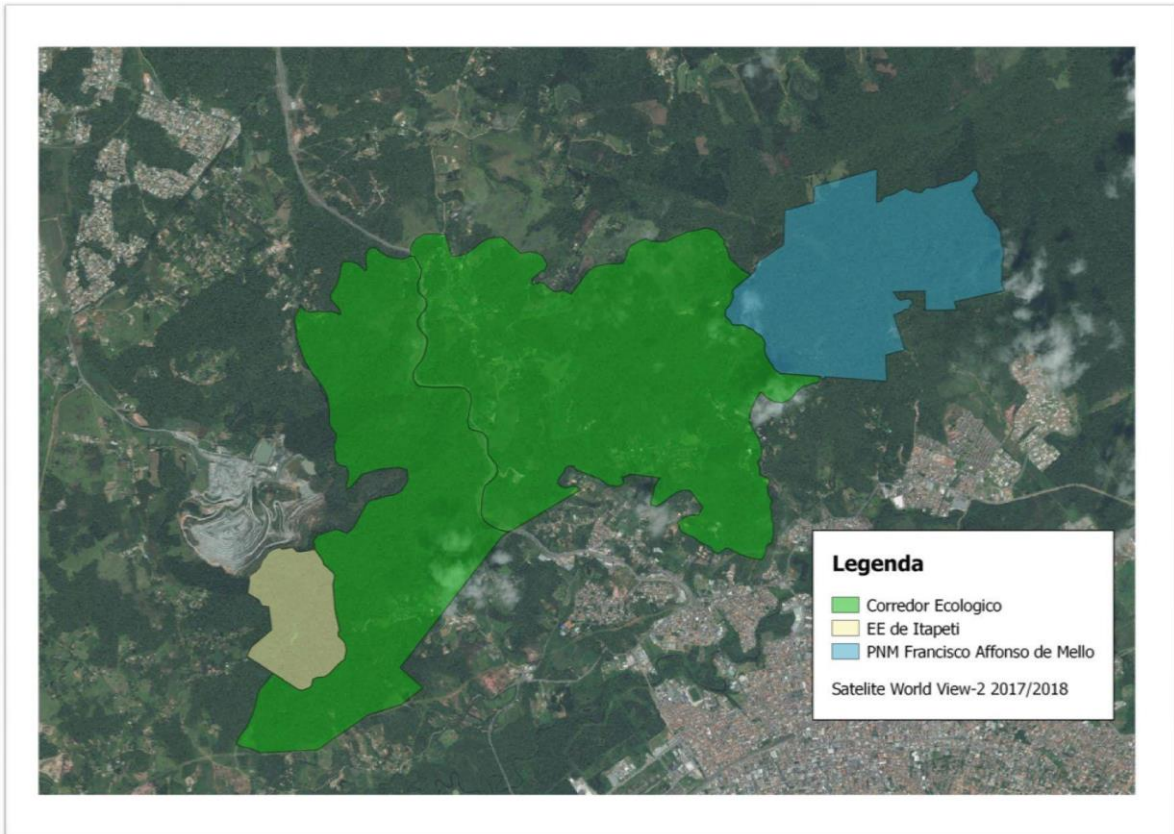 Legenda
Corredor Ecologico
EE de Itapeti
PNM Francisco Affonso de Mello
Satelite World View-2 2017/2018